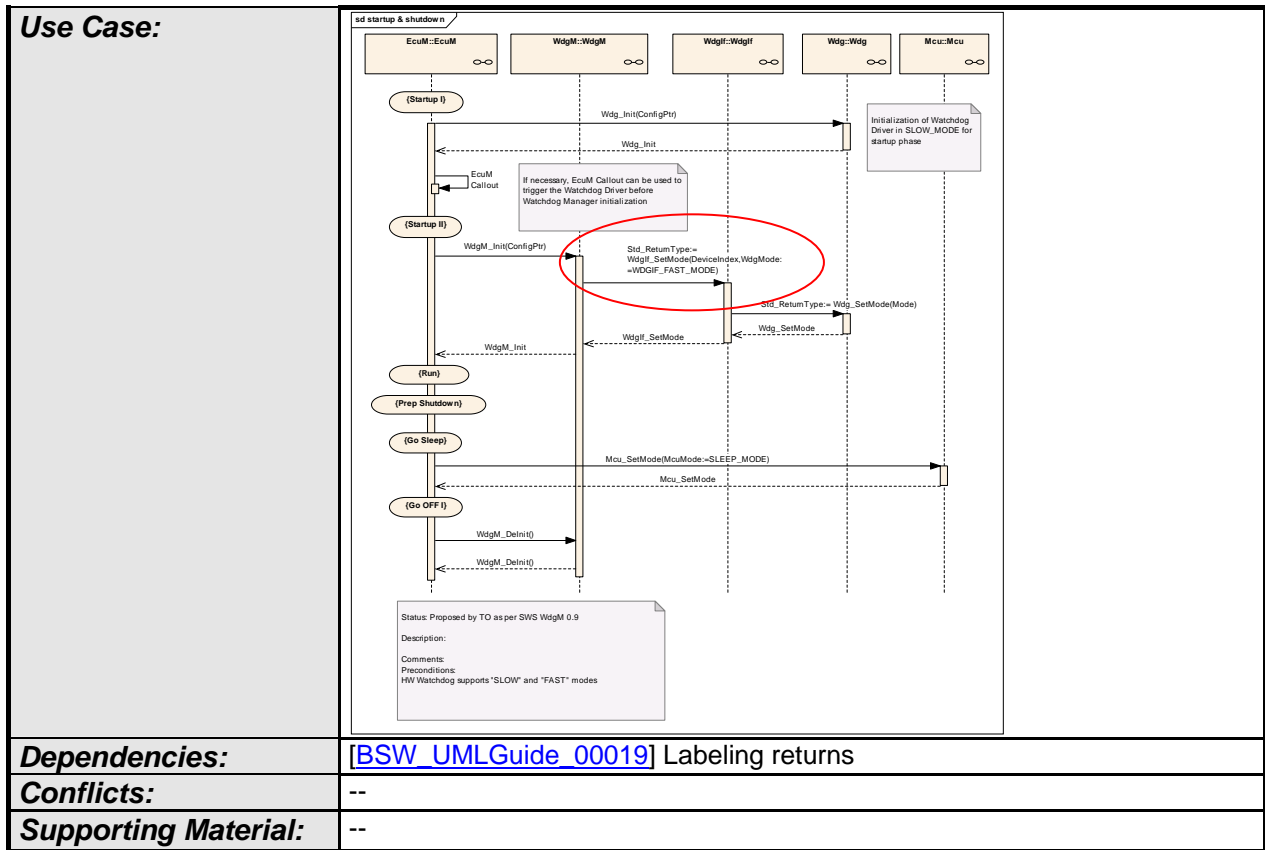 Use Case:
sd startup & shutdown
EcuM::EcuM
WdgM::WdgM
WdgIf::WdgIf
Wdg::Wdg
Mcu::Mcu
{Startup I}
Wdg_Init(ConfigPtr)
Initialization of Watchdog
Driver in SLOW_MODE for
startup phase
Wdg_Init
EcuM
Callout
If necessary, EcuM Callout can be used to
trigger the Watchdog Driver before
Watchdog Manager initialization
{Startup II}
WdgM_Init(ConfigPtr)
Std_ReturnType:=
WdgIf_SetMode(DeviceIndex,WdgMode:
=WDGIF_FAST_MODE)
Std_ReturnType:= Wdg_SetMode(Mode)
Wdg_SetMode
WdgIf_SetMode
WdgM_Init
{Run}
{Prep Shutdown}
{Go Sleep}
Mcu_SetMode(McuMode:=SLEEP_MODE)
Mcu_SetMode
{Go OFF I}
WdgM_DeInit()
WdgM_DeInit()
Status: Proposed by TO as per SWS WdgM 0.9
Description:
Comments:
Preconditions:
HW Watchdog supports "SLOW" and "FAST" modes
Dependencies:
[BSW_UMLGuide_00019] Labeling returns
Conflicts:
--
Supporting Material:
--